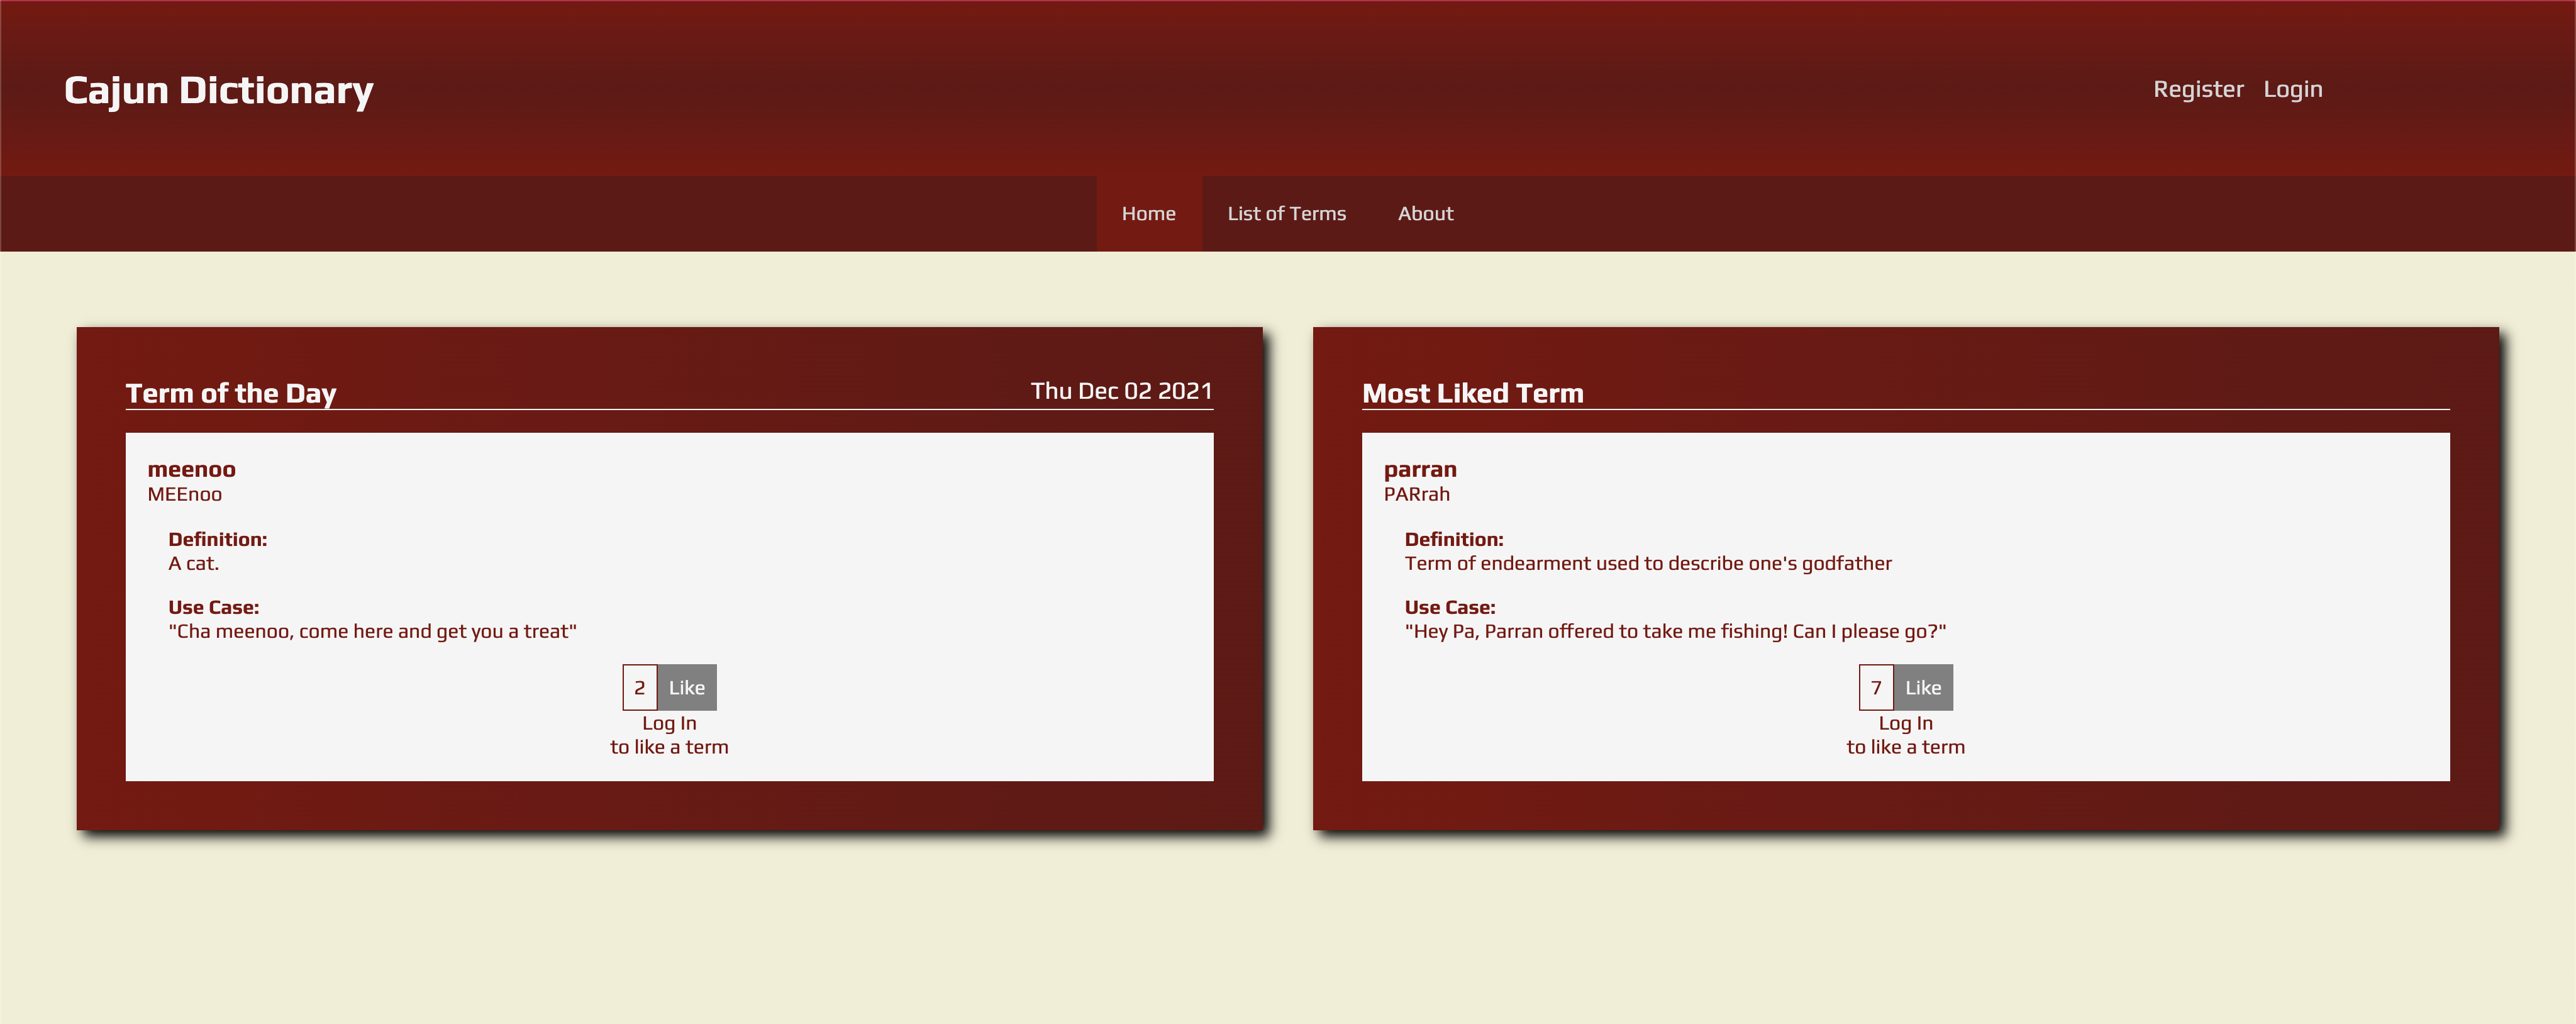 Cajun Dictionary
Register Login
Home List of Terms About
Term of the Day Thu Dec 02 2021
meenoo
MEEnoo
Definition:
A cat.
Use Case:
"Cha meenoo, come here and get you a treat"
2 Like
Log In
to like a term
Most Liked Term
parran
PARrah
Definition:
Term of endearment used to describe one's godfather
Use Case:
"Hey Pa, Parran offered to take me fishing! Can I please go?"
7 Like
Log In
to like a term